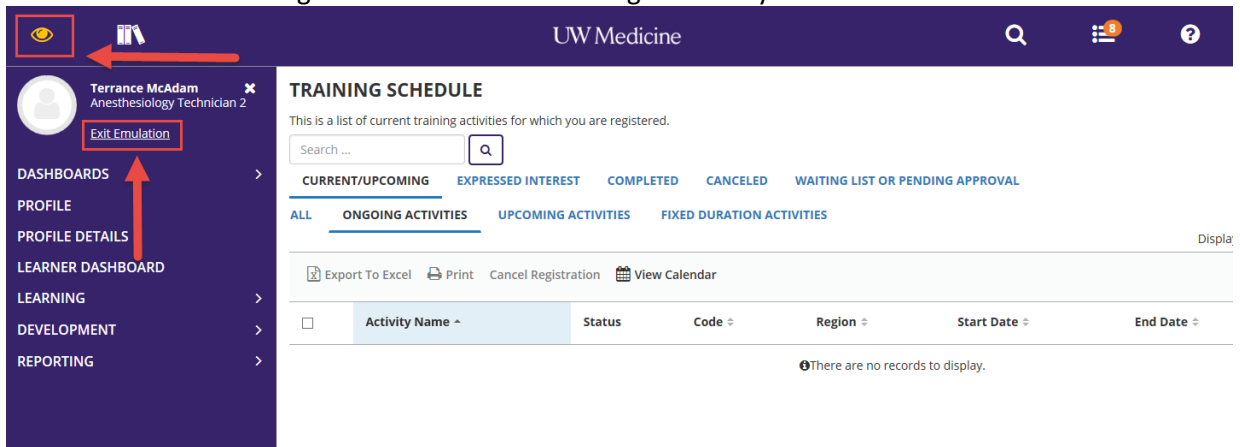 UW Medicine
8
?
Terrance McAdam
Anesthesiology Technician 2
Exit Emulation
DASHBOARDS
PROFILE
PROFILE DETAILS
LEARNER DASHBOARD
LEARNING
DEVELOPMENT
REPORTING
TRAINING SCHEDULE
This is a list of current training activities for which you are registered.
Search ...
CURRENT/UPCOMING EXPRESSED INTEREST COMPLETED CANCELED WAITING LIST OR PENDING APPROVAL
ALL ONGOING ACTIVITIES UPCOMING ACTIVITIES FIXED DURATION ACTIVITIES
Export To Excel Print Cancel Registration View Calendar
Activity Name Status Code Region Start Date End Date
There are no records to display.